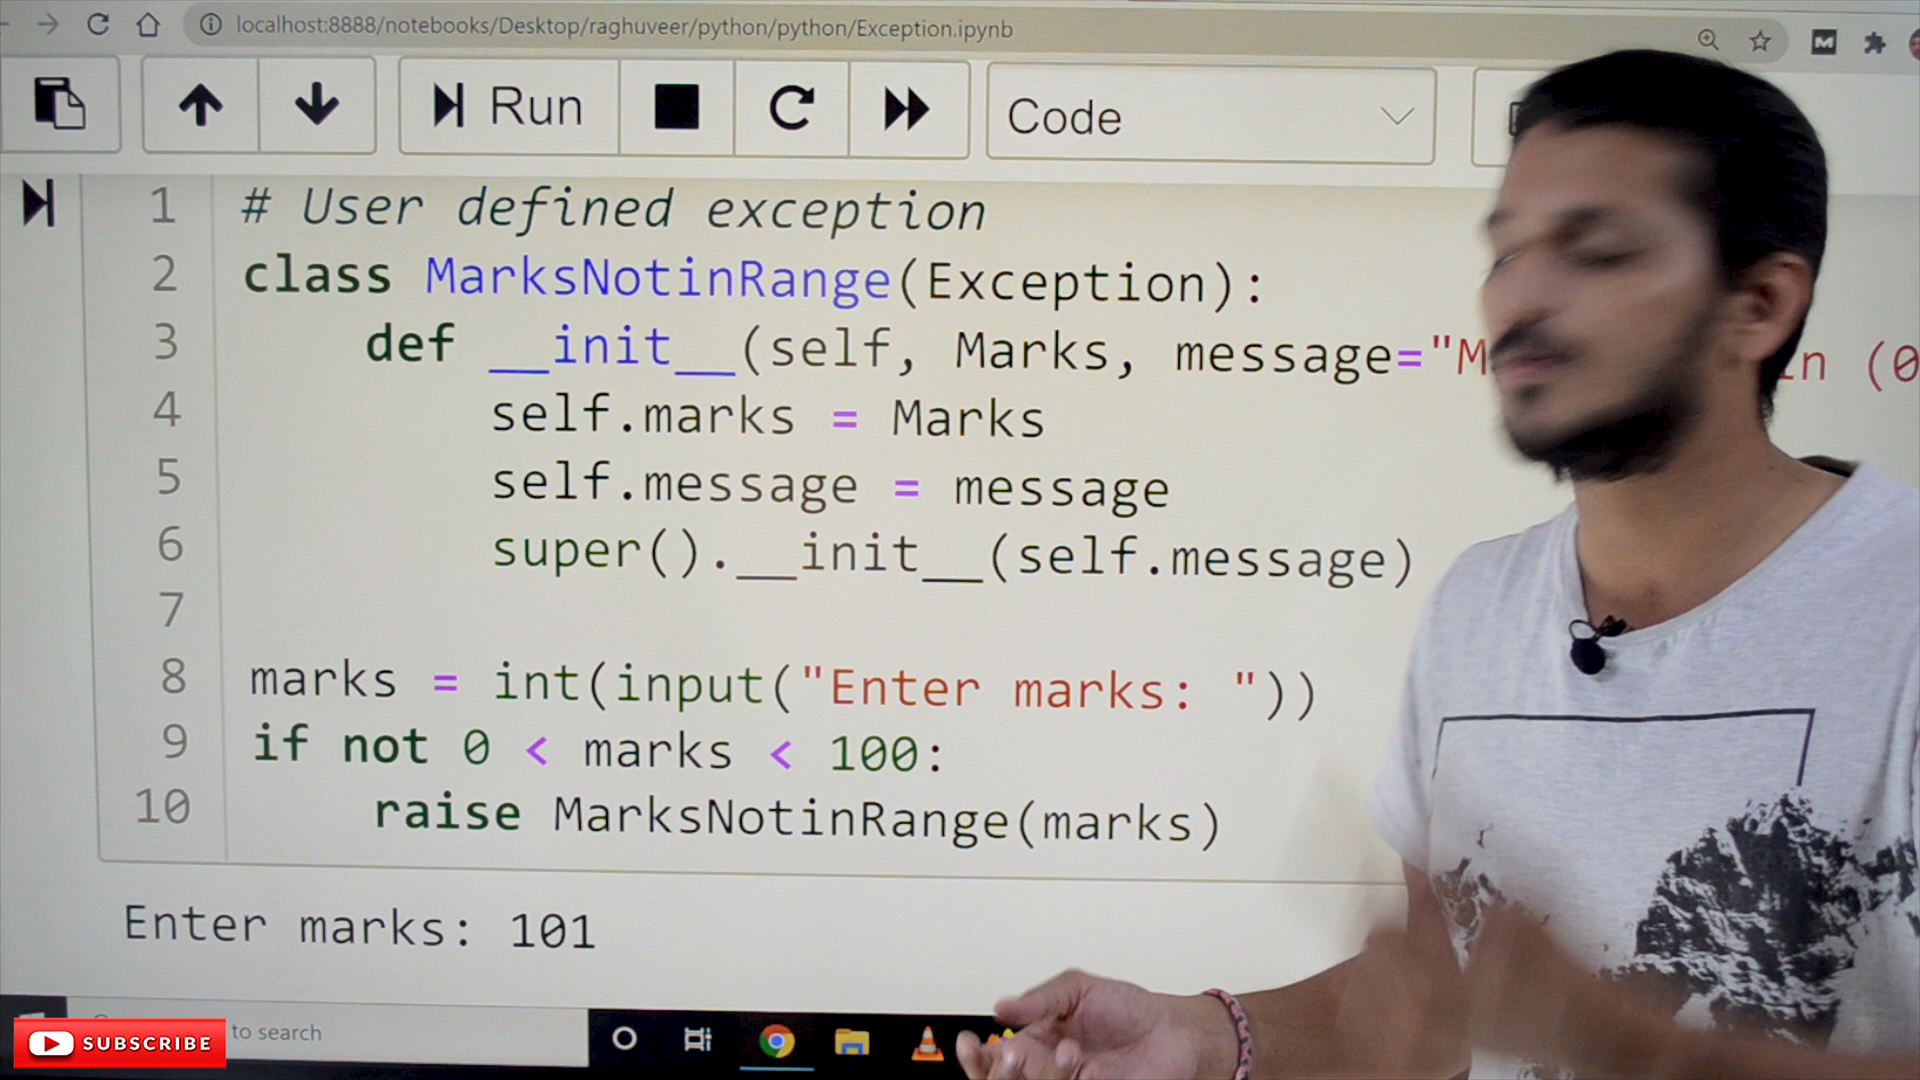 localhost:8888/notebooks/Desktop/raghuveer/python/python/Exception.ipynb
Run
Code
1 # User defined exception
2 class MarksNotinRange(Exception):
3 def __init__(self, Marks, message="M in (0
4 self.marks = Marks
5 self.message = message
6 super().__init__(self.message)
7
8 marks = int(input("Enter marks: "))
9 if not 0 < marks < 100:
10 raise MarksNotinRange(marks)
Enter marks: 101
to search
SUBSCRIBE